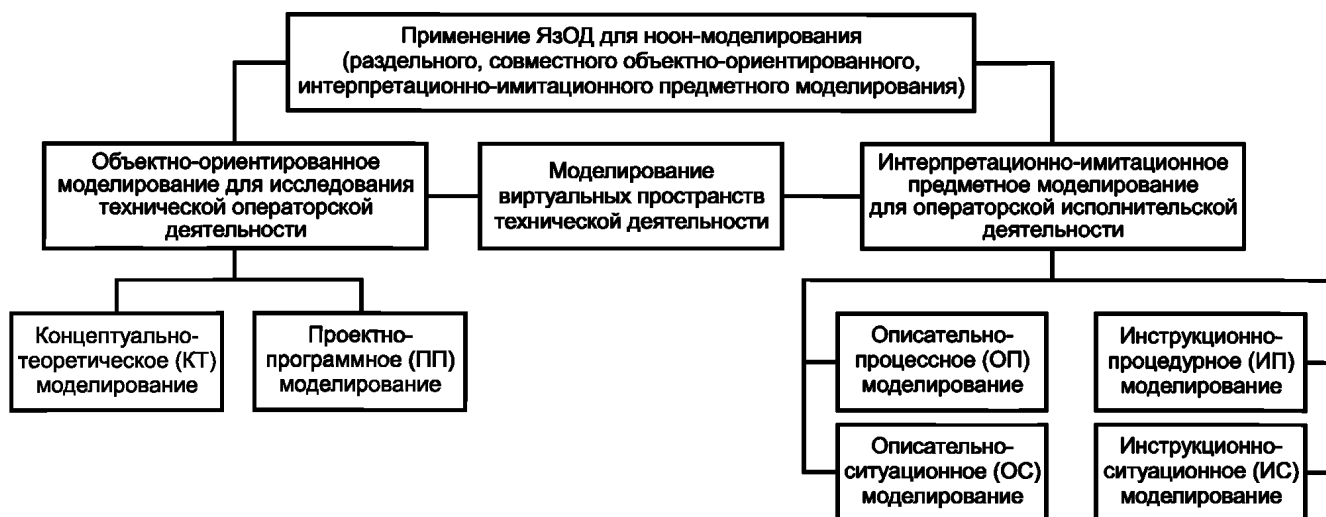 Применение ЯзОД для ноон-моделирования
(раздельного, совместного объектно-ориентированного,
интерпретационно-имитационного предметного моделирования)
Объектно-ориентированное
моделирование для исследования
технической операторской
деятельности
Моделирование
виртуальных пространств
технической деятельности
Интерпретационно-имитационное
предметное моделирование
для операторской исполнительской
деятельности
Концептуально-
теоретическое (КТ)
моделирование
Проектно-
программное (ПП)
моделирование
Описательно-
процессное (ОП)
моделирование
Инструкционно-
процедурное (ИП)
моделирование
Описательно-
ситуационное (ОС)
моделирование
Инструкционно-
ситуационное (ИС)
моделирование